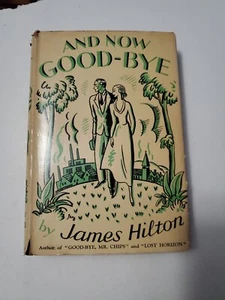 AND NOW
GOOD-BYE
by
James Hilton
Author of "GOOD-BYE, MR. CHIPS" and "LOST HORIZON"